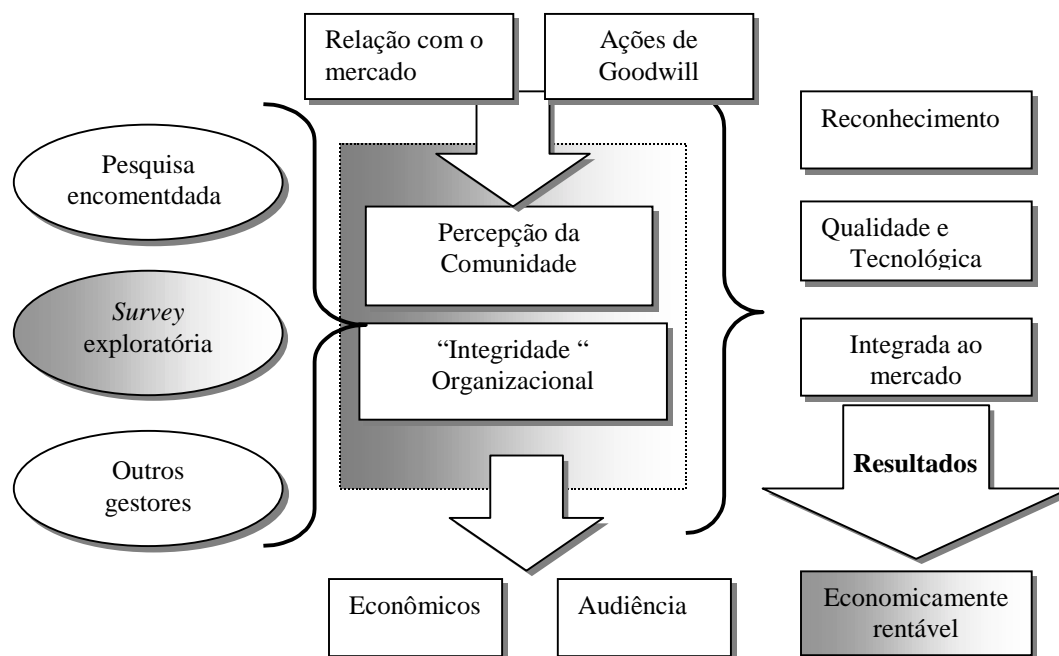 Relação com o
mercado
Ações de
Goodwill
Pesquisa
encomentdada
Survey
exploratória
Outros
gestores
Percepção da
Comunidade
“Integridade “
Organizacional
Econômicos
Audiência
Reconhecimento
Qualidade e
Tecnológica
Integrada ao
mercado
Resultados
Economicamente
rentável